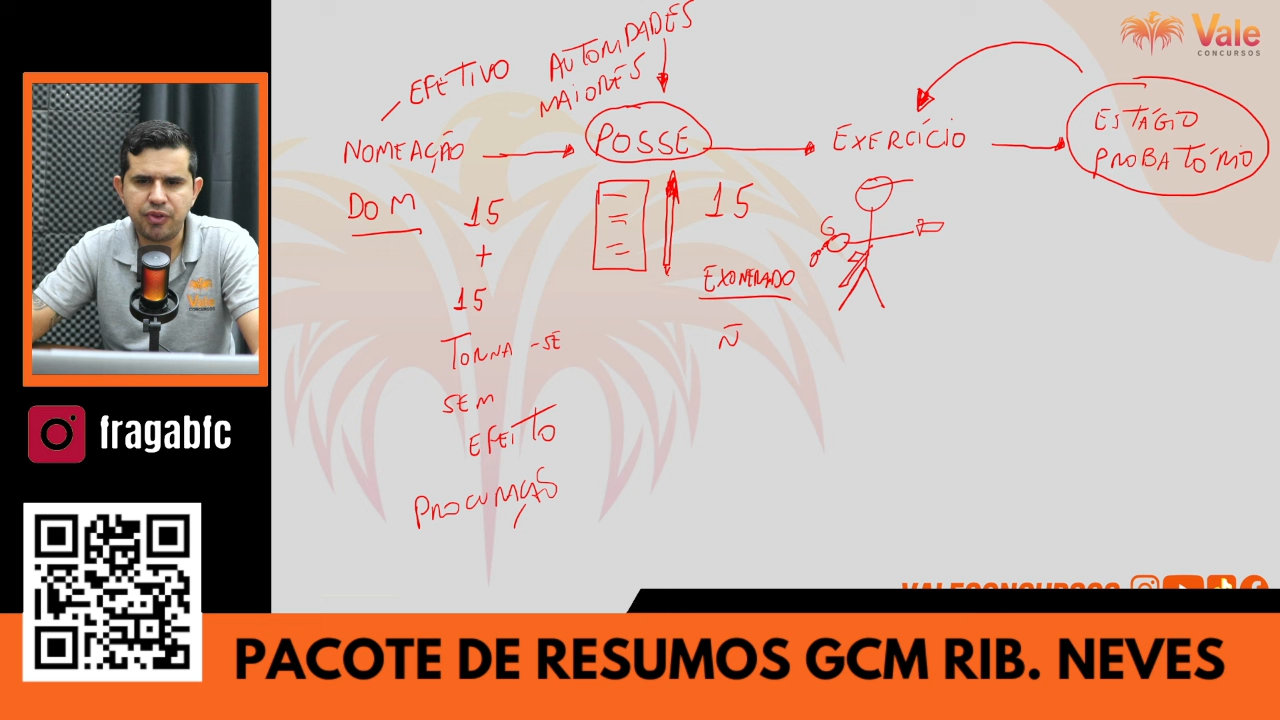 Vale
CONCURSOS
EFETIVO
AUTORIDADES
MAIORES
NOMEAÇÃO
POSSE
EXERCÍCIO
ESTÁGIO
PROBATÓRIO
DOM
15
+
15
15
EXONERADO
Ñ
TORNA-SE
SEM
EFEITO
PROCURAÇÃO
fragabfc
VALECONCURSOS
PACOTE DE RESUMOS GCM RIB. NEVES